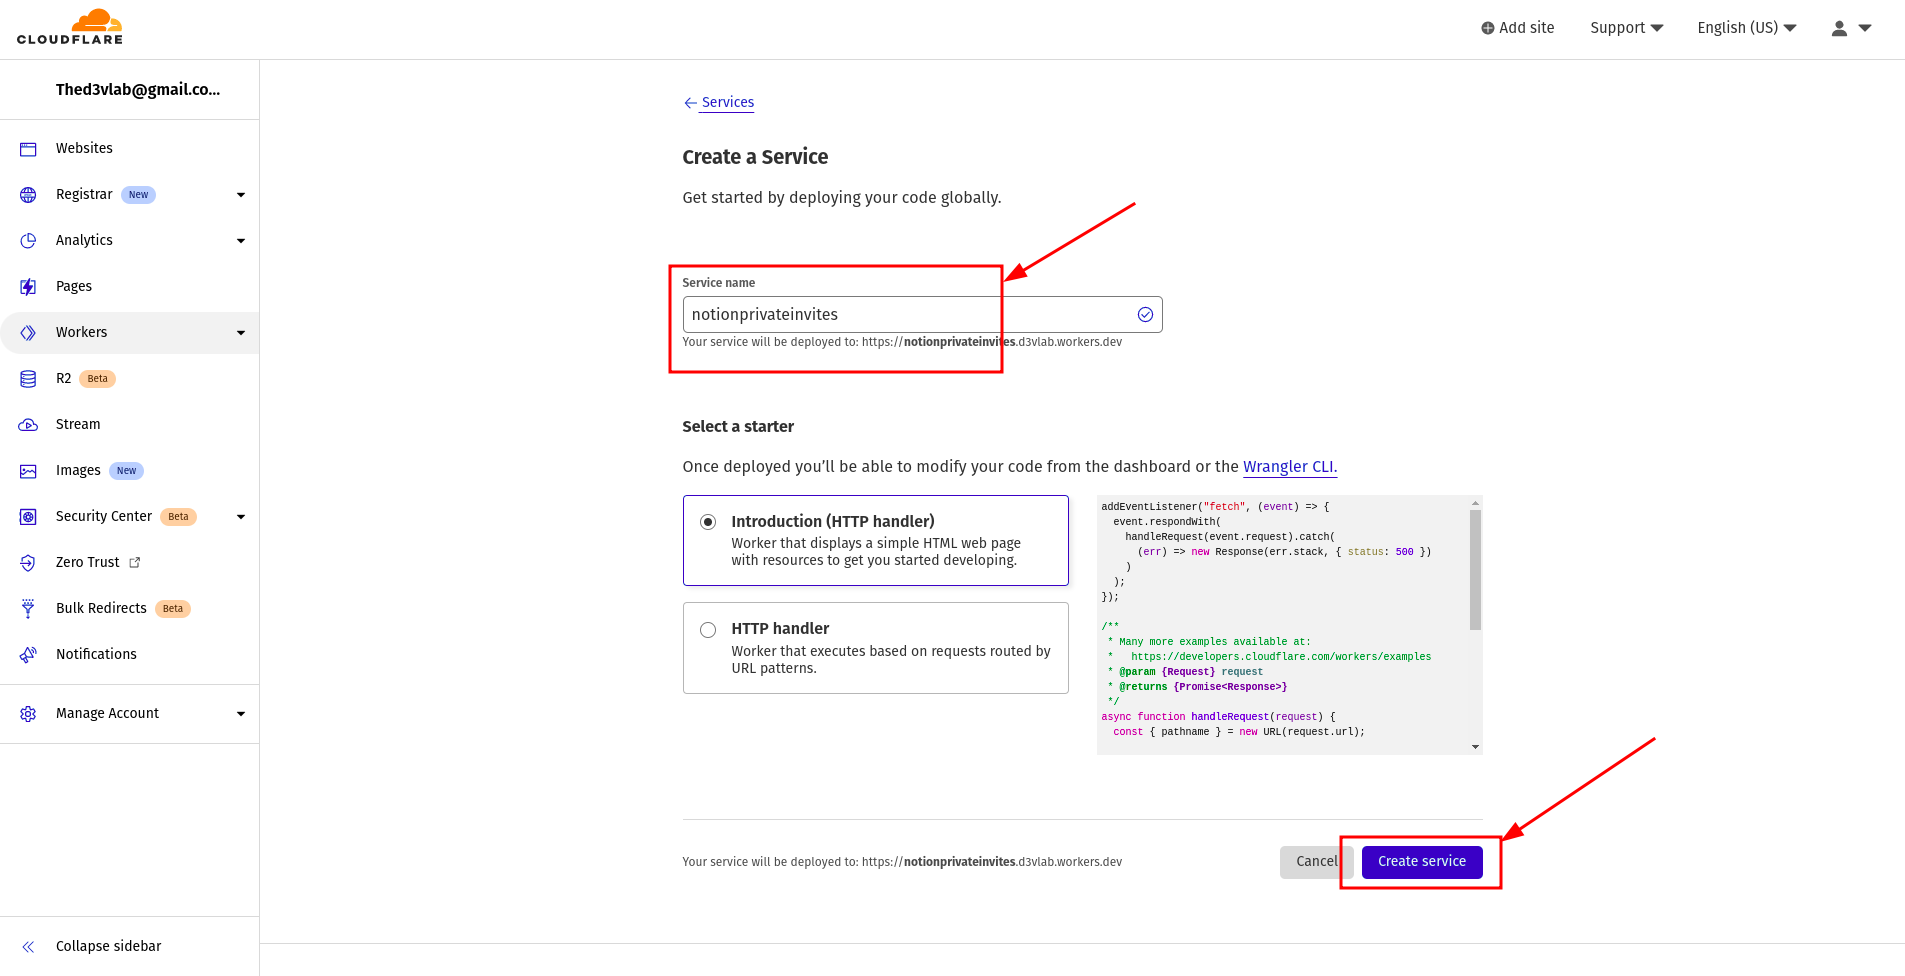 CLOUDFLARE
Add site
Support
English (US)
Thed3vlab@gmail.co...
Websites
Registrar New
Analytics
Pages
Workers
R2 Beta
Stream
Images New
Security Center Beta
Zero Trust
Bulk Redirects Beta
Notifications
Manage Account
Collapse sidebar
Services
Create a Service
Get started by deploying your code globally.
Service name
notionprivateinvites
Your service will be deployed to: https://notionprivateinvites.d3vlab.workers.dev
Select a starter
Once deployed you’ll be able to modify your code from the dashboard or the Wrangler CLI.
Introduction (HTTP handler)
Worker that displays a simple HTML web page
with resources to get you started developing.
HTTP handler
Worker that executes based on requests routed by
URL patterns.
addEventListener("fetch", (event) => {
  event.respondWith(
    handleRequest(event.request).catch(
      (err) => new Response(err.stack, { status: 500 })
    )
  );
});
/**
 * Many more examples available at:
 *   https://developers.cloudflare.com/workers/examples
 * @param {Request} request
 * @returns {Promise<Response>}
 */
async function handleRequest(request) {
  const { pathname } = new URL(request.url);
Your service will be deployed to: https://notionprivateinvites.d3vlab.workers.dev
Cancel
Create service